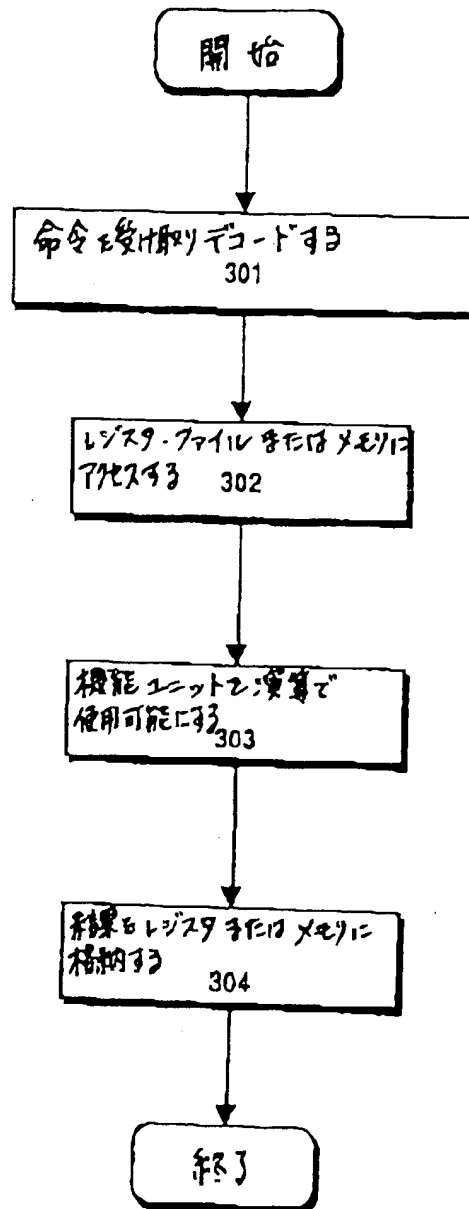 開始
命令を受け取りデコードする
301
レジスタ・ファイルまたはメモリに
アクセスする 302
機能ユニットを演算で
使用可能にする
303
結果をレジスタまたはメモリに
格納する
304
終了